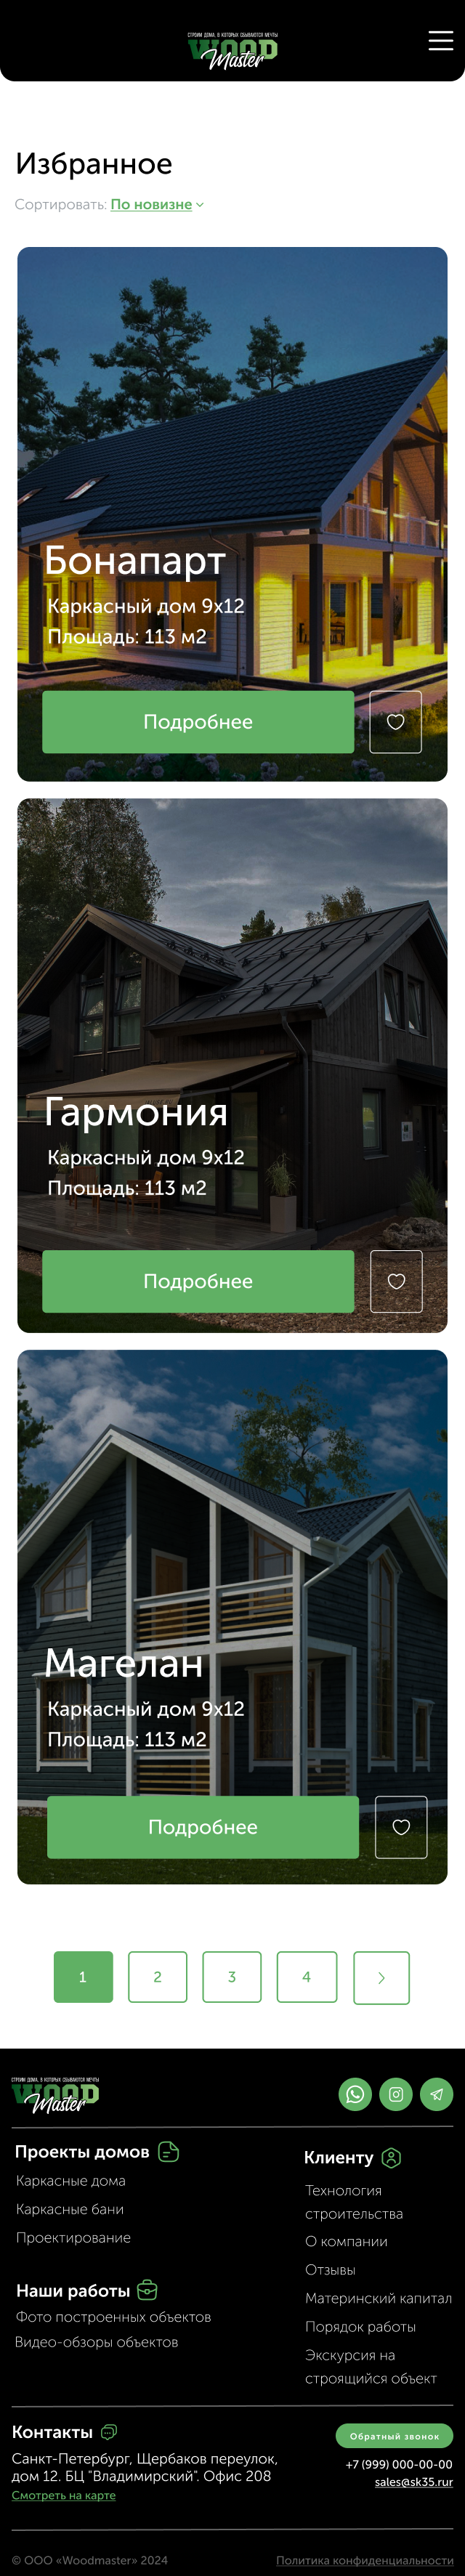 СТРОИМ ДОМА, В КОТОРЫХ СБЫВАЮТСЯ МЕЧТЫ
WOOD
Master
Избранное
Сортировать: По новизне
Бонапарт
Каркасный дом 9х12
Площадь: 113 м2
Подробнее
Гармония
Каркасный дом 9х12
Площадь: 113 м2
Подробнее
Магелан
Каркасный дом 9х12
Площадь: 113 м2
Подробнее
1 2 3 4
СТРОИМ ДОМА, В КОТОРЫХ СБЫВАЮТСЯ МЕЧТЫ
WOOD
Master
Проекты домов
Каркасные дома
Каркасные бани
Проектирование
Наши работы
Фото построенных объектов
Видео-обзоры объектов
Клиенту
Технология
строительства
О компании
Отзывы
Материнский капитал
Порядок работы
Экскурсия на
строящийся объект
Контакты
Санкт-Петербург, Щербаков переулок,
дом 12. БЦ "Владимирский". Офис 208
Смотреть на карте
Обратный звонок
+7 (999) 000-00-00
sales@sk35.rur
© ООО «Woodmaster» 2024
Политика конфиденциальности